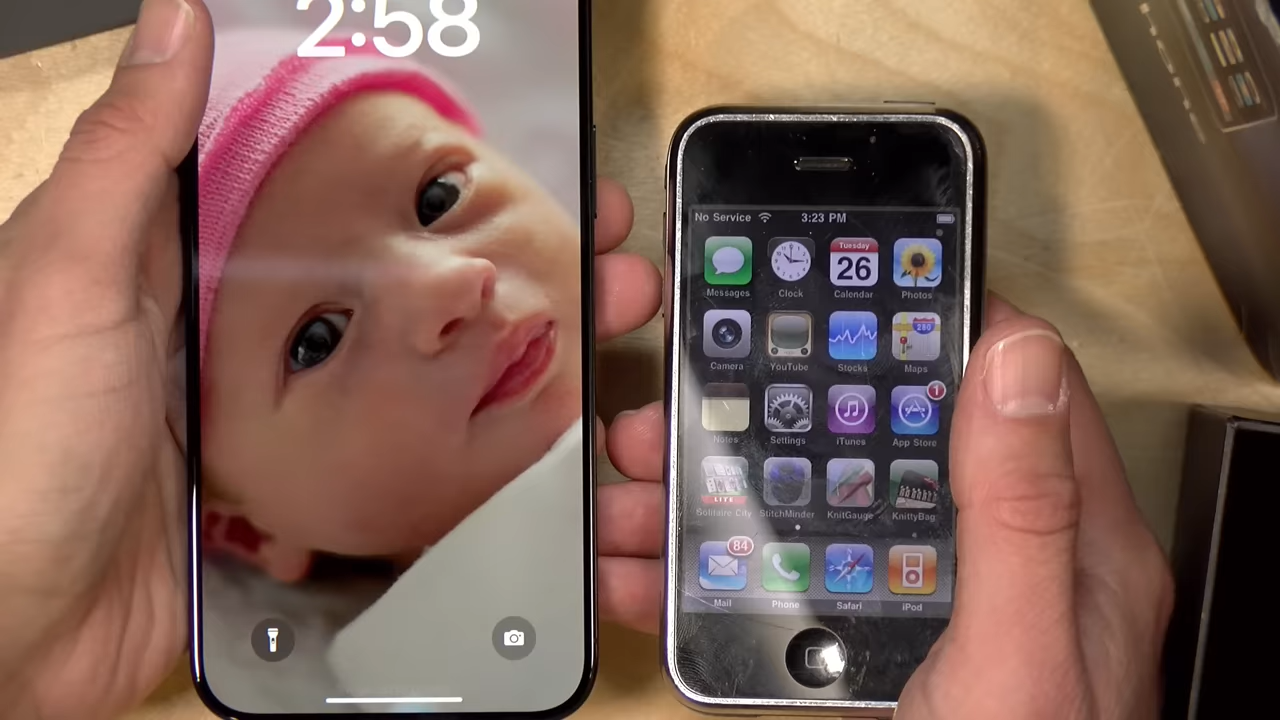 2:58
No Service 3:23 PM
Tuesday
26
Messages Clock Calendar Photos
280
Camera YouTube Stocks Maps
1
Notes Settings iTunes App Store
LITE
Solitaire City StitchMinder KnitGauge KnittyBag
84
Mail Phone Safari iPod